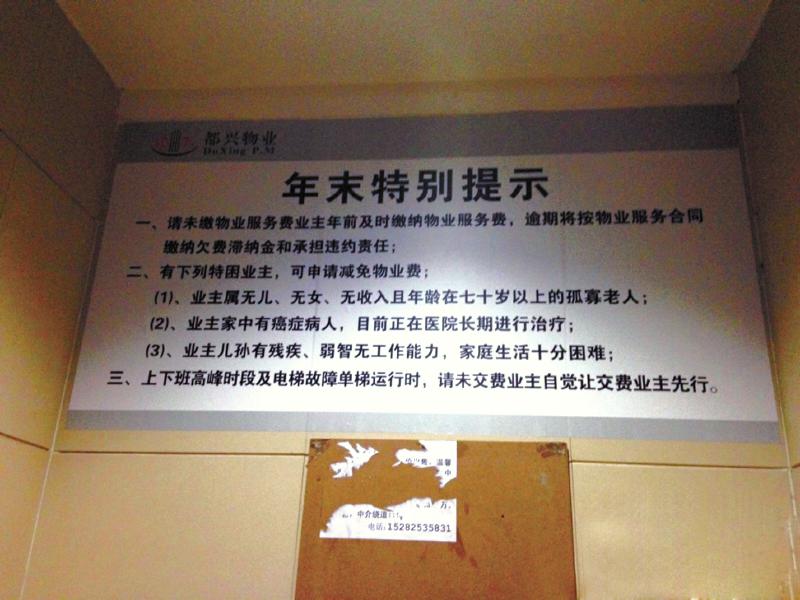 都兴物业
DuXing P.M
年末特别提示
一、请未缴物业服务费业主年前及时缴纳物业服务费，逾期将按物业服务合同
缴纳欠费滞纳金和承担违约责任；
二、有下列特困业主，可申请减免物业费；
(1)、业主属无儿、无女、无收入且年龄在七十岁以上的孤寡老人；
(2)、业主家中有癌症病人，目前正在医院长期进行治疗；
(3)、业主儿孙有残疾、弱智无工作能力，家庭生活十分困难；
三、上下班高峰时段及电梯故障单梯运行时，请未交费业主自觉让交费业主先行。
温馨
中
万，
中介绕道
电话:15282535831